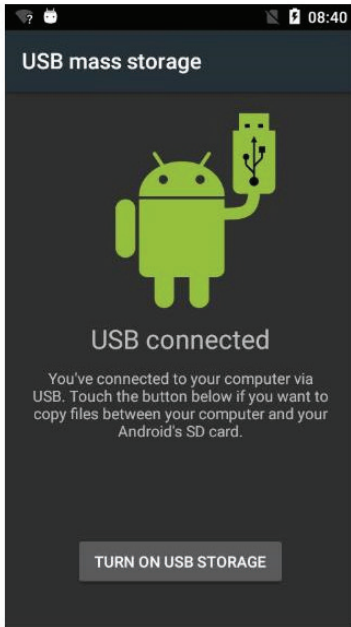 08:40
USB mass storage
USB connected
You've connected to your computer via
USB. Touch the button below if you want to
copy files between your computer and your
Android's SD card.
TURN ON USB STORAGE